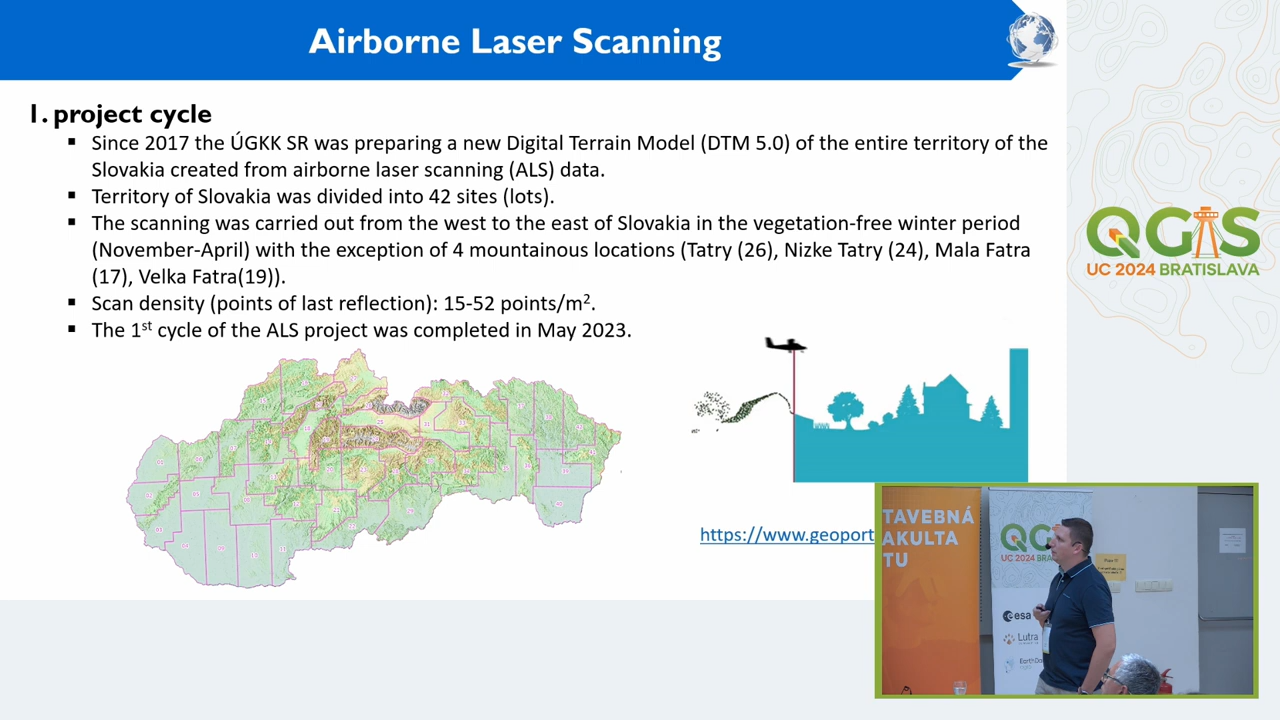 Airborne Laser Scanning
1. project cycle
▪ Since 2017 the ÚGKK SR was preparing a new Digital Terrain Model (DTM 5.0) of the entire territory of the
Slovakia created from airborne laser scanning (ALS) data.
▪ Territory of Slovakia was divided into 42 sites (lots).
▪ The scanning was carried out from the west to the east of Slovakia in the vegetation-free winter period
(November-April) with the exception of 4 mountainous locations (Tatry (26), Nizke Tatry (24), Mala Fatra
(17), Velka Fatra(19)).
▪ Scan density (points of last reflection): 15-52 points/m².
▪ The 1st cycle of the ALS project was completed in May 2023.
https://www.geoport
QGIS
UC 2024 BRATISLAVA
TAVEBNÁ
AKULTA
TU
QG
UC 2024 BRA
esa
Lutra